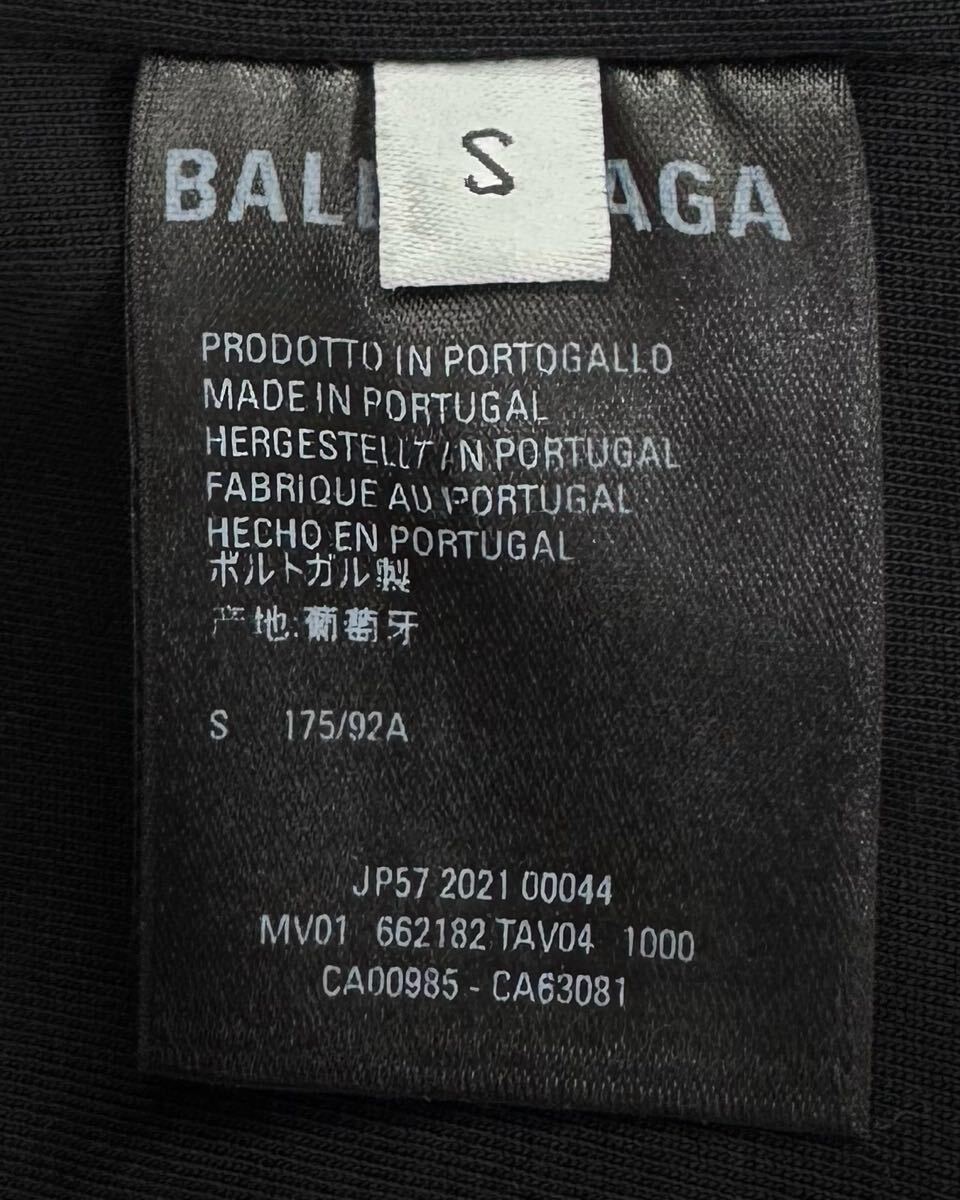 S
BAL AGA
PRODOTTO IN PORTOGALLO
MADE IN PORTUGAL
HERGESTELLT IN PORTUGAL
FABRIQUE AU PORTUGAL
HECHO EN PORTUGAL
ポルトガル製
产地:葡萄牙
S 175/92A
JP57 2021 00044
MV01 662182 TAV04 1000
CA00985 - CA63081